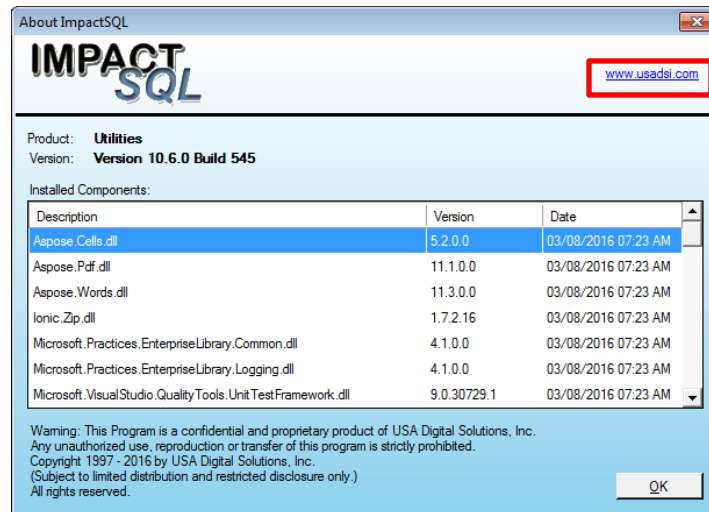 About ImpactSQL
IMPACT
SQL
www.usadsi.com
Product: Utilities
Version: Version 10.6.0 Build 545
Installed Components:
Description Version Date
Aspose.Cells.dll 5.2.0.0 03/08/2016 07:23 AM
Aspose.Pdf.dll 11.1.0.0 03/08/2016 07:23 AM
Aspose.Words.dll 11.3.0.0 03/08/2016 07:23 AM
Ionic.Zip.dll 1.7.2.16 03/08/2016 07:23 AM
Microsoft.Practices.EnterpriseLibrary.Common.dll 4.1.0.0 03/08/2016 07:23 AM
Microsoft.Practices.EnterpriseLibrary.Logging.dll 4.1.0.0 03/08/2016 07:23 AM
Microsoft.VisualStudio.QualityTools.UnitTestFramework.dll 9.0.30729.1 03/08/2016 07:23 AM
Warning: This Program is a confidential and proprietary product of USA Digital Solutions, Inc.
Any unauthorized use, reproduction or transfer of this program is strictly prohibited.
Copyright 1997 - 2016 by USA Digital Solutions, Inc.
(Subject to limited distribution and restricted disclosure only.)
All rights reserved.
OK